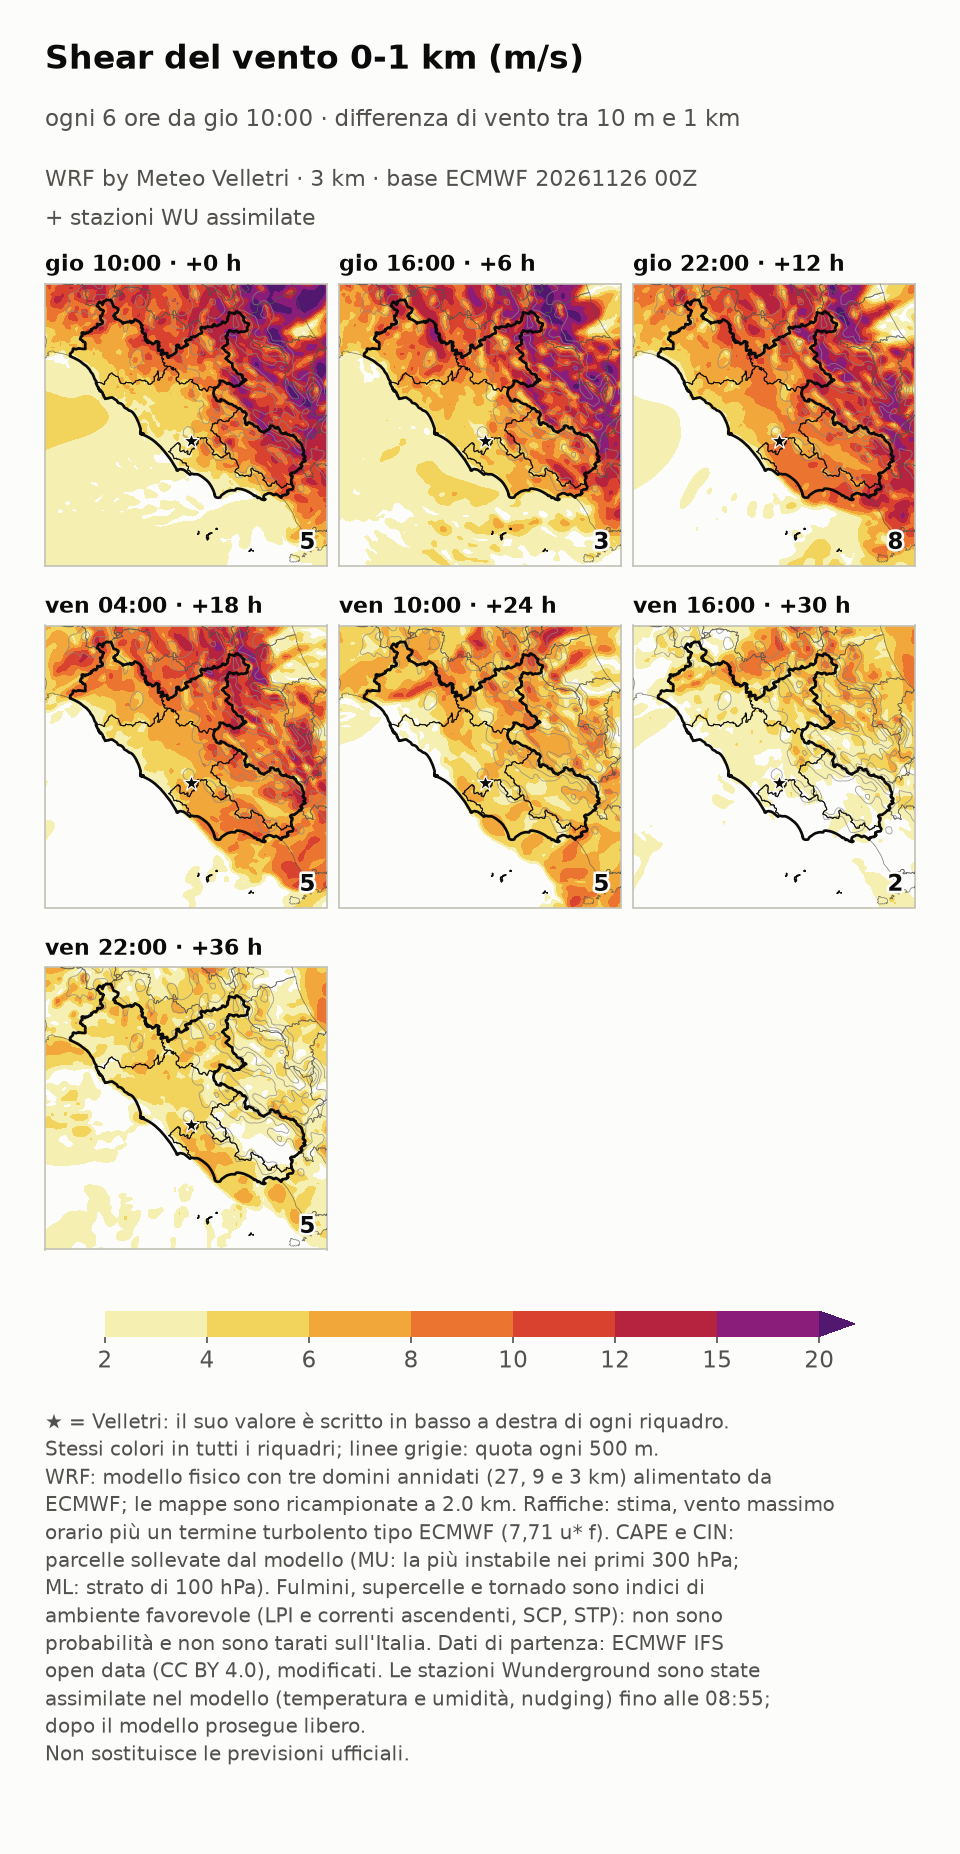 Shear del vento 0-1 km (m/s)
ogni 6 ore da gio 10:00 · differenza di vento tra 10 m e 1 km
WRF by Meteo Velletri · 3 km · base ECMWF 20261126 00Z
+ stazioni WU assimilate
gio 10:00 · +0 h
gio 16:00 · +6 h
gio 22:00 · +12 h
5
3
8
ven 04:00 · +18 h
ven 10:00 · +24 h
ven 16:00 · +30 h
5
5
2
ven 22:00 · +36 h
5
2 4 6 8 10 12 15 20
★ = Velletri: il suo valore è scritto in basso a destra di ogni riquadro.
Stessi colori in tutti i riquadri; linee grigie: quota ogni 500 m.
WRF: modello fisico con tre domini annidati (27, 9 e 3 km) alimentato da
ECMWF; le mappe sono ricampionate a 2.0 km. Raffiche: stima, vento massimo
orario più un termine turbolento tipo ECMWF (7,71 u* f). CAPE e CIN:
parcelle sollevate dal modello (MU: la più instabile nei primi 300 hPa;
ML: strato di 100 hPa). Fulmini, supercelle e tornado sono indici di
ambiente favorevole (LPI e correnti ascendenti, SCP, STP): non sono
probabilità e non sono tarati sull'Italia. Dati di partenza: ECMWF IFS
open data (CC BY 4.0), modificati. Le stazioni Wunderground sono state
assimilate nel modello (temperatura e umidità, nudging) fino alle 08:55;
dopo il modello prosegue libero.
Non sostituisce le previsioni ufficiali.